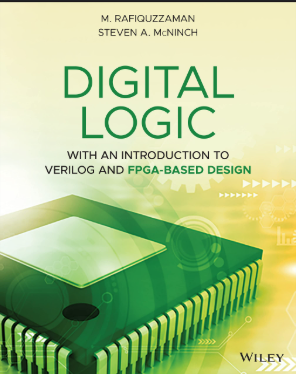 M. RAFIQUZZAMAN
STEVEN A. McNINCH
DIGITAL
LOGIC
WITH AN INTRODUCTION TO
VERILOG AND FPGA-BASED DESIGN
WILEY